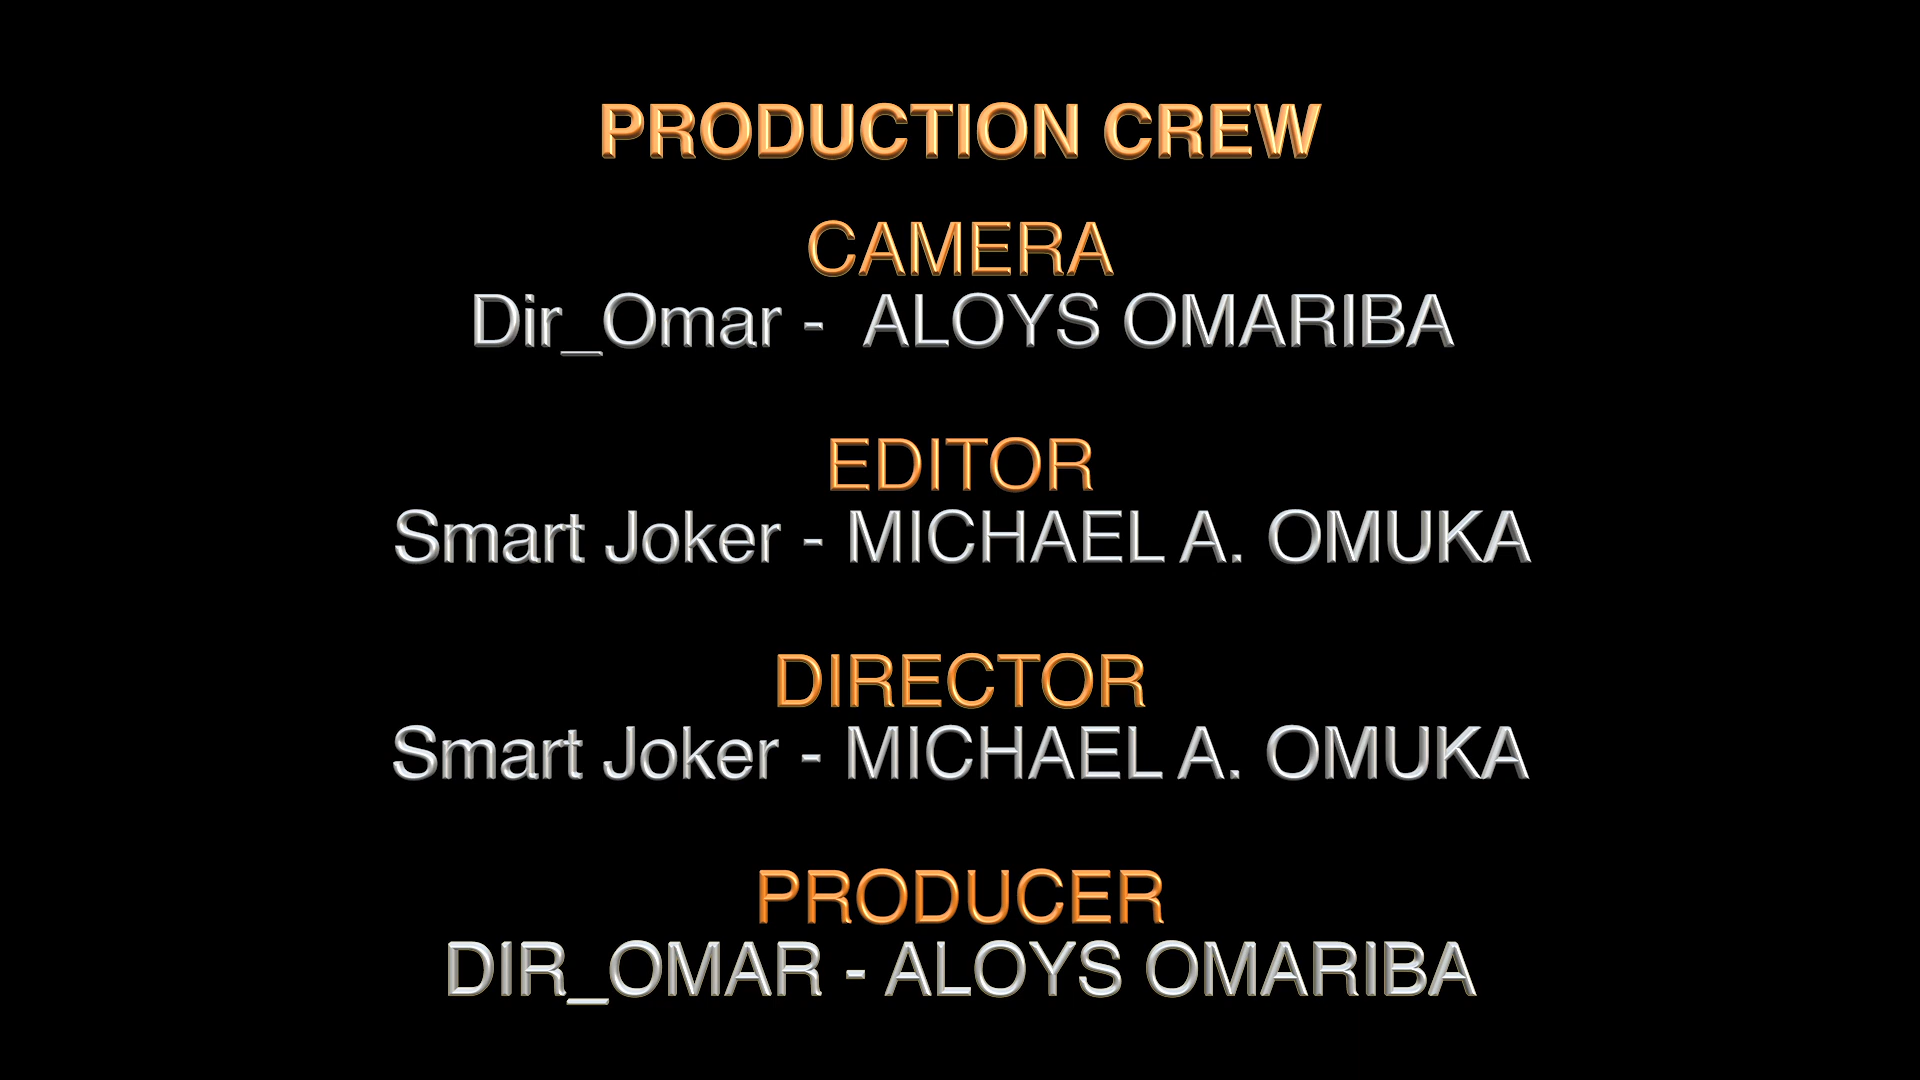 PRODUCTION CREW
CAMERA
Dir_Omar - ALOYS OMARIBA
EDITOR
Smart Joker - MICHAEL A. OMUKA
DIRECTOR
Smart Joker - MICHAEL A. OMUKA
PRODUCER
DIR_OMAR - ALOYS OMARIBA